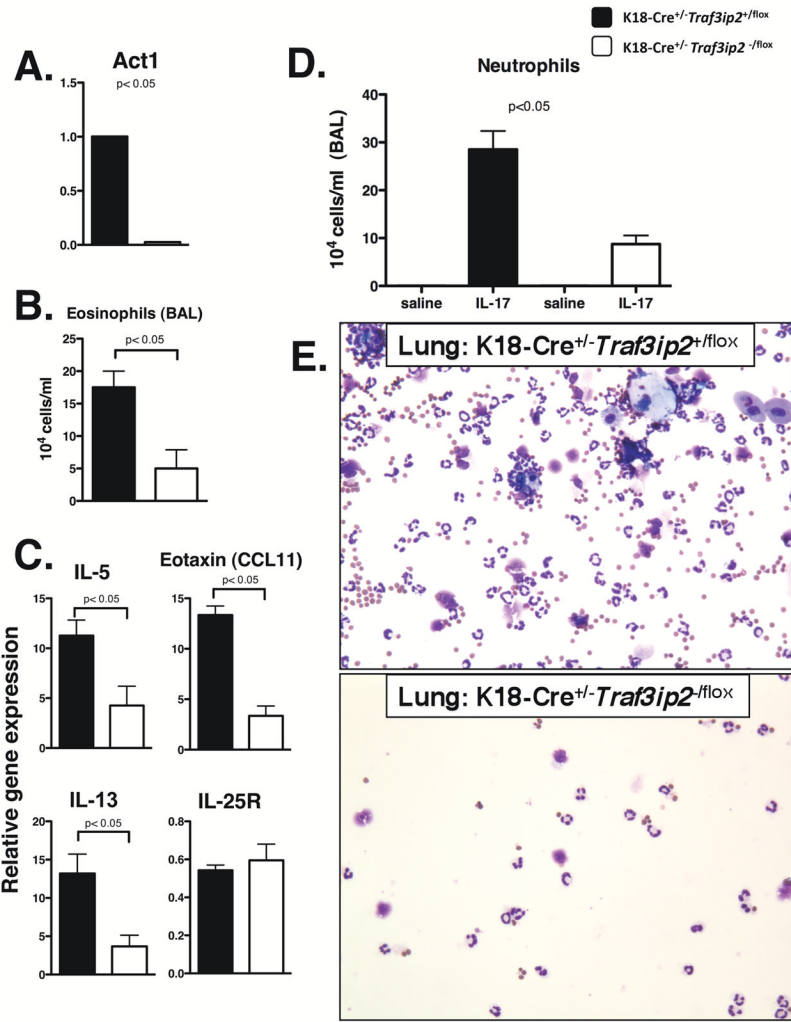 K18-Cre+/-Traf3ip2+/flox
K18-Cre+/- Traf3ip2 -/flox
A.
Act1
p< 0.05
1.5
1.0
0.5
0.0
B.
Eosinophils (BAL)
p< 0.05
10⁴ cells/ml
25
20
15
10
5
0
C.
Relative gene expression
IL-5
p< 0.05
15
10
5
0
Eotaxin (CCL11)
p< 0.05
15
10
5
0
IL-13
p< 0.05
20
15
10
5
0
IL-25R
0.8
0.6
0.4
0.2
0.0
D.
Neutrophils
p<0.05
10⁴ cells/ml (BAL)
40
30
20
10
0
saline IL-17 saline IL-17
E.
Lung: K18-Cre+/-Traf3ip2+/flox
Lung: K18-Cre+/-Traf3ip2-/flox